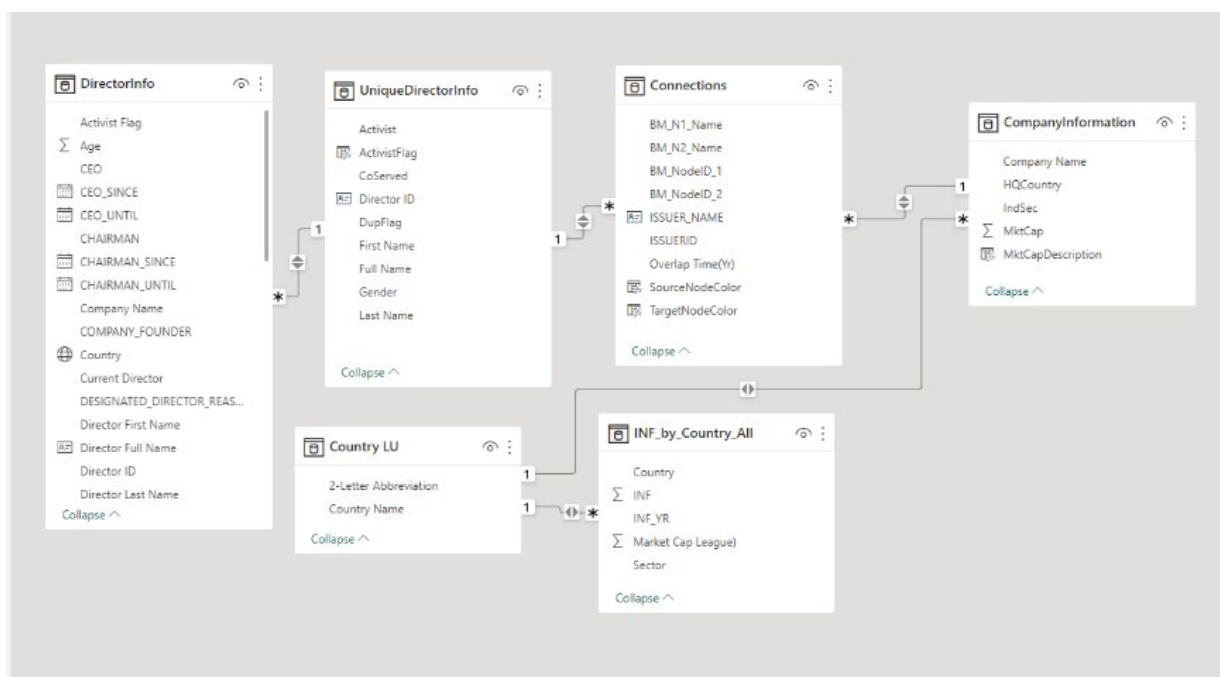 DirectorInfo
Activist Flag
Σ Age
CEO
CEO_SINCE
CEO_UNTIL
CHAIRMAN
CHAIRMAN_SINCE
CHAIRMAN_UNTIL
Company Name
COMPANY_FOUNDER
Country
Current Director
DESIGNATED_DIRECTOR_REAS...
Director First Name
Director Full Name
Director ID
Director Last Name
Collapse
1
*
UniqueDirectorInfo
Activist
ActivistFlag
CoServed
Director ID
DupFlag
First Name
Full Name
Gender
Last Name
Collapse
1
*
Connections
BM_N1_Name
BM_N2_Name
BM_NodeID_1
BM_NodeID_2
ISSUER_NAME
ISSUERID
Overlap Time(Yr)
SourceNodeColor
TargetNodeColor
Collapse
*
1
*
CompanyInformation
Company Name
HQCountry
IndSec
Σ MktCap
MktCapDescription
Collapse
Country LU
2-Letter Abbreviation
Country Name
Collapse
1
1
*
INF_by_Country_All
Country
Σ INF
INF_YR
Σ Market Cap League)
Sector
Collapse